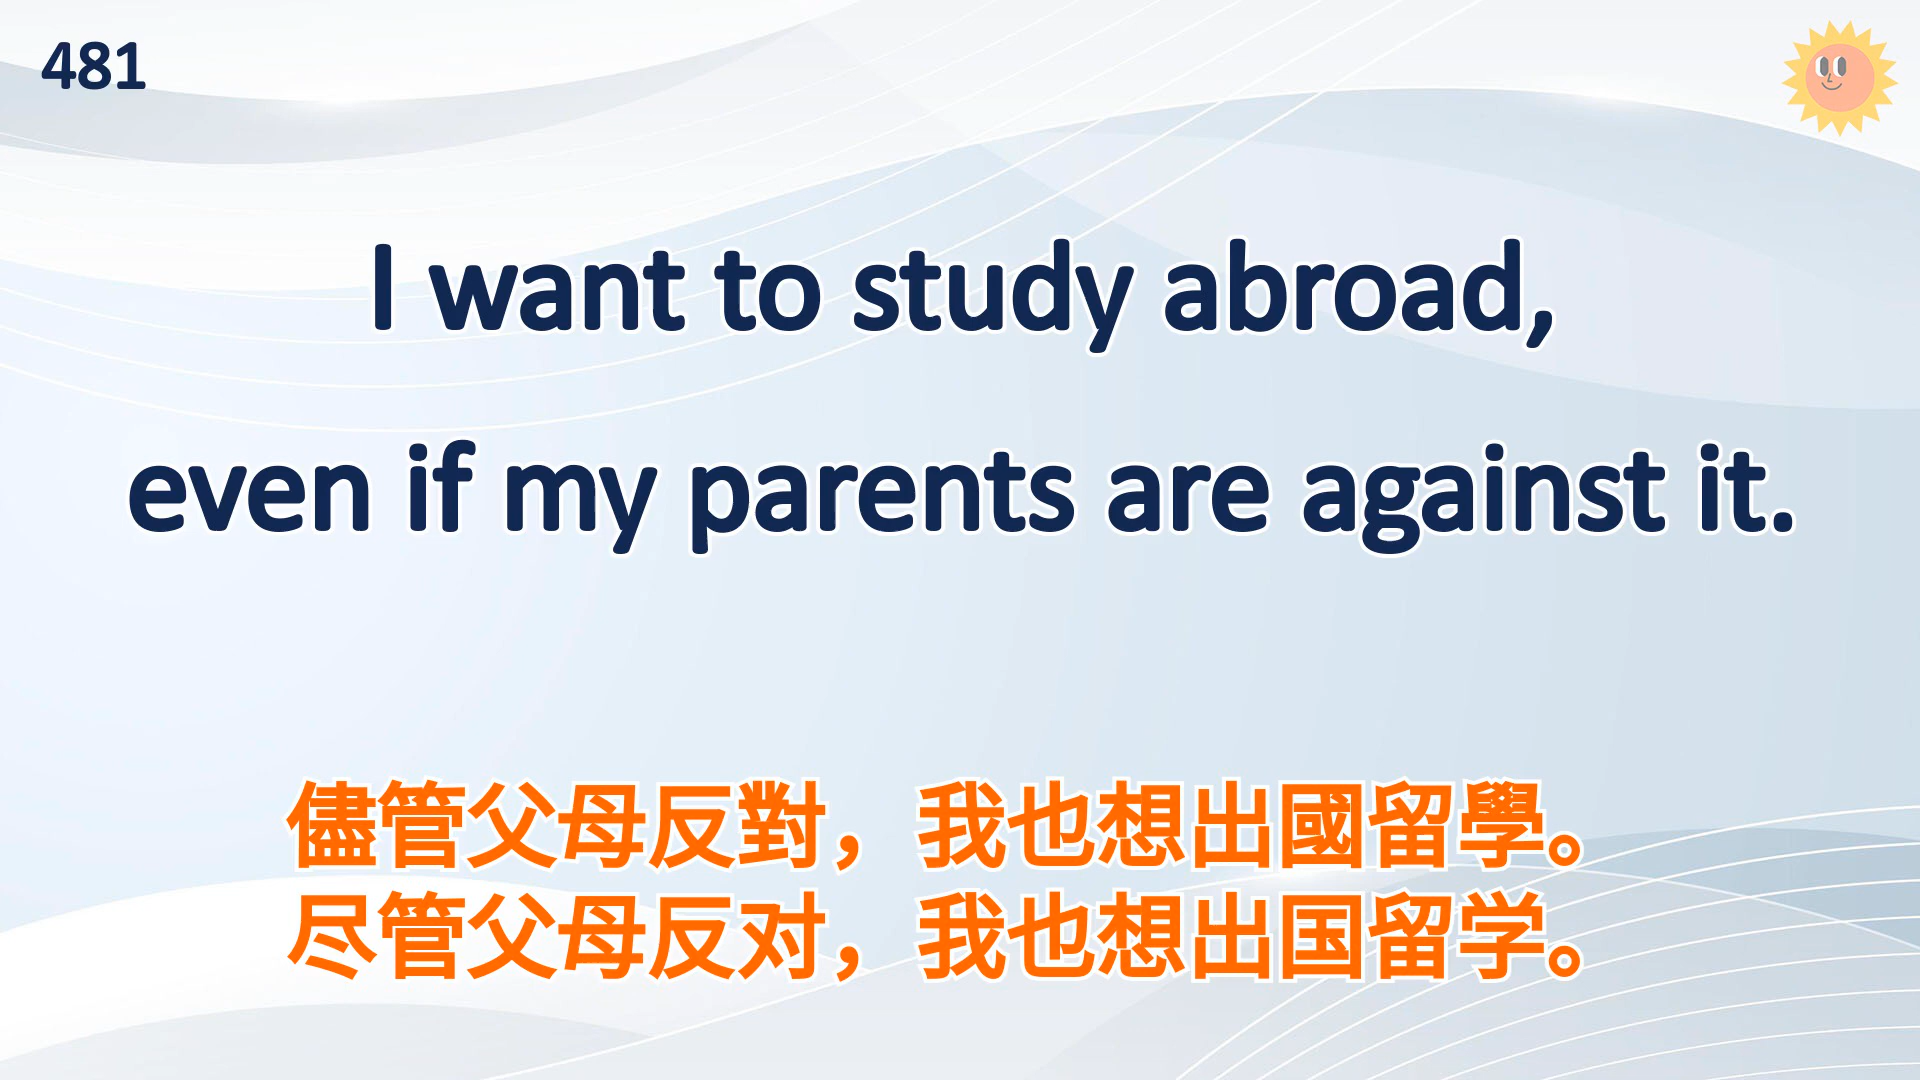 481
I want to study abroad,
even if my parents are against it.
儘管父母反對，我也想出國留學。
尽管父母反对，我也想出国留学。